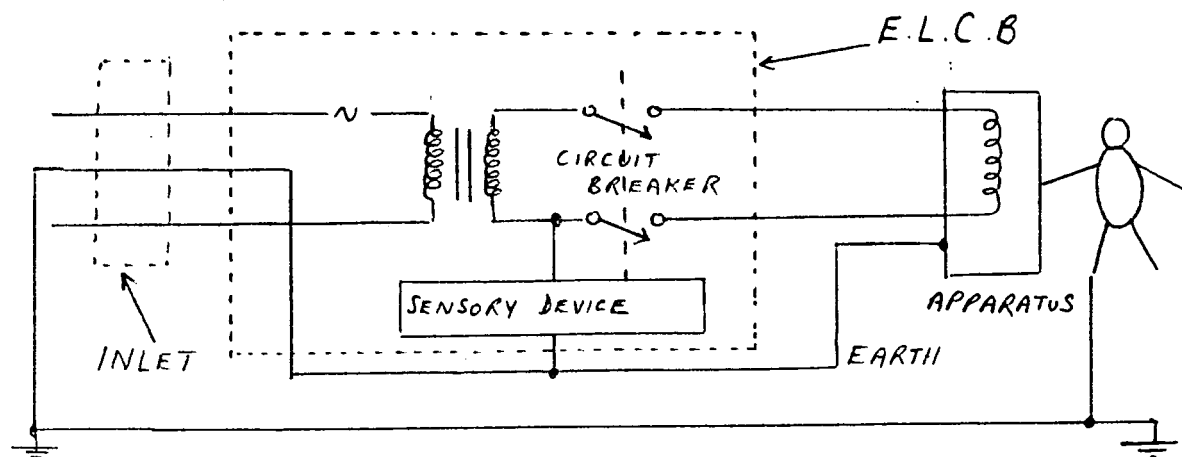 E.L.C.B
~
CIRCUIT
BREAKER
SENSORY DEVICE
APPARATUS
INLET
EARTH